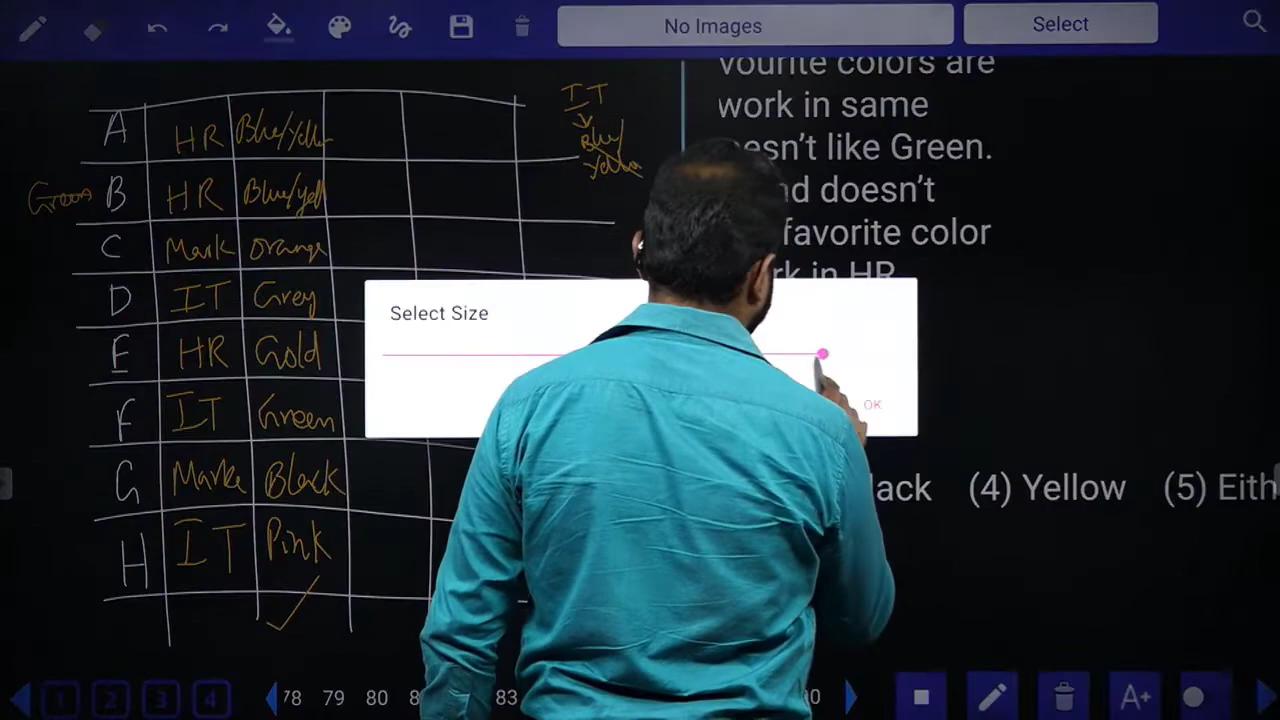 No Images
Select
IT
Blue/
Yellow
A HR Blue/Yellow
Green B HR Blue/Yell
C Mark Orange
D IT Grey
E HR Gold
F IT Green
G Marke Black
H IT Pink
vourite colors are
work in same
esn't like Green.
nd doesn't
favorite color
rk in HR
Select Size
OK
lack (4) Yellow (5) Eith
1 2 3 4
78 79 80 8 83 00
A+